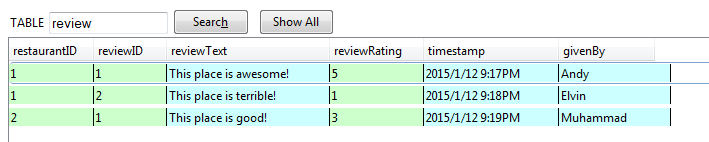 TABLE review Search Show All
restaurantID reviewID reviewText reviewRating timestamp givenBy
1 1 This place is awesome! 5 2015/1/12 9:17PM Andy
1 2 This place is terrible! 1 2015/1/12 9:18PM Elvin
2 1 This place is good! 3 2015/1/12 9:19PM Muhammad